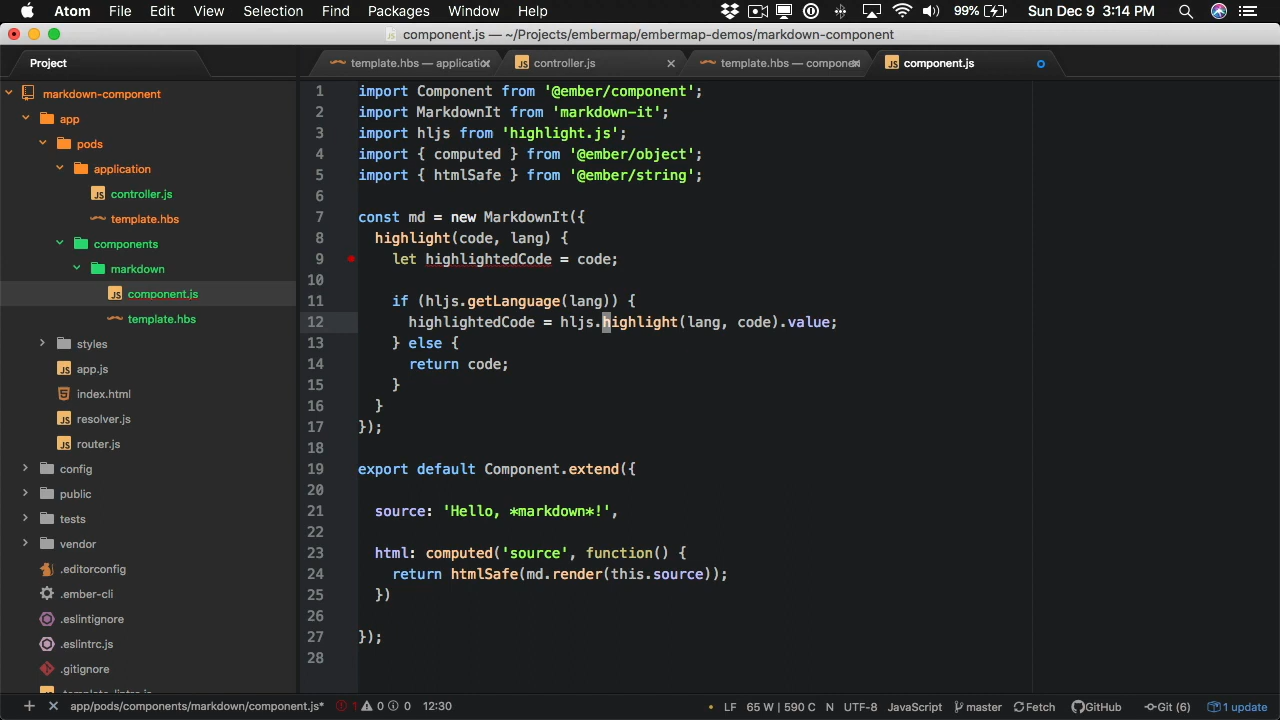 Atom File Edit View Selection Find Packages Window Help 99% Sun Dec 9 3:14 PM
component.js — ~/Projects/embermap/embermap-demos/markdown-component
Project
template.hbs — applicatio
controller.js
template.hbs — compone
component.js
markdown-component
app
pods
application
controller.js
template.hbs
components
markdown
component.js
template.hbs
styles
app.js
index.html
resolver.js
router.js
config
public
tests
vendor
.editorconfig
.ember-cli
.eslintignore
.eslintrc.js
.gitignore
1 import Component from '@ember/component';
2 import MarkdownIt from 'markdown-it';
3 import hljs from 'highlight.js';
4 import { computed } from '@ember/object';
5 import { htmlSafe } from '@ember/string';
6
7 const md = new MarkdownIt({
8 highlight(code, lang) {
9 let highlightedCode = code;
10
11 if (hljs.getLanguage(lang)) {
12 highlightedCode = hljs.highlight(lang, code).value;
13 } else {
14 return code;
15 }
16 }
17 });
18
19 export default Component.extend({
20
21 source: 'Hello, *markdown*!',
22
23 html: computed('source', function() {
24 return htmlSafe(md.render(this.source));
25 })
26
27 });
28
app/pods/components/markdown/component.js* 1 0 0 12:30 LF 65 W | 590 C N UTF-8 JavaScript master Fetch GitHub Git (6) 1 update